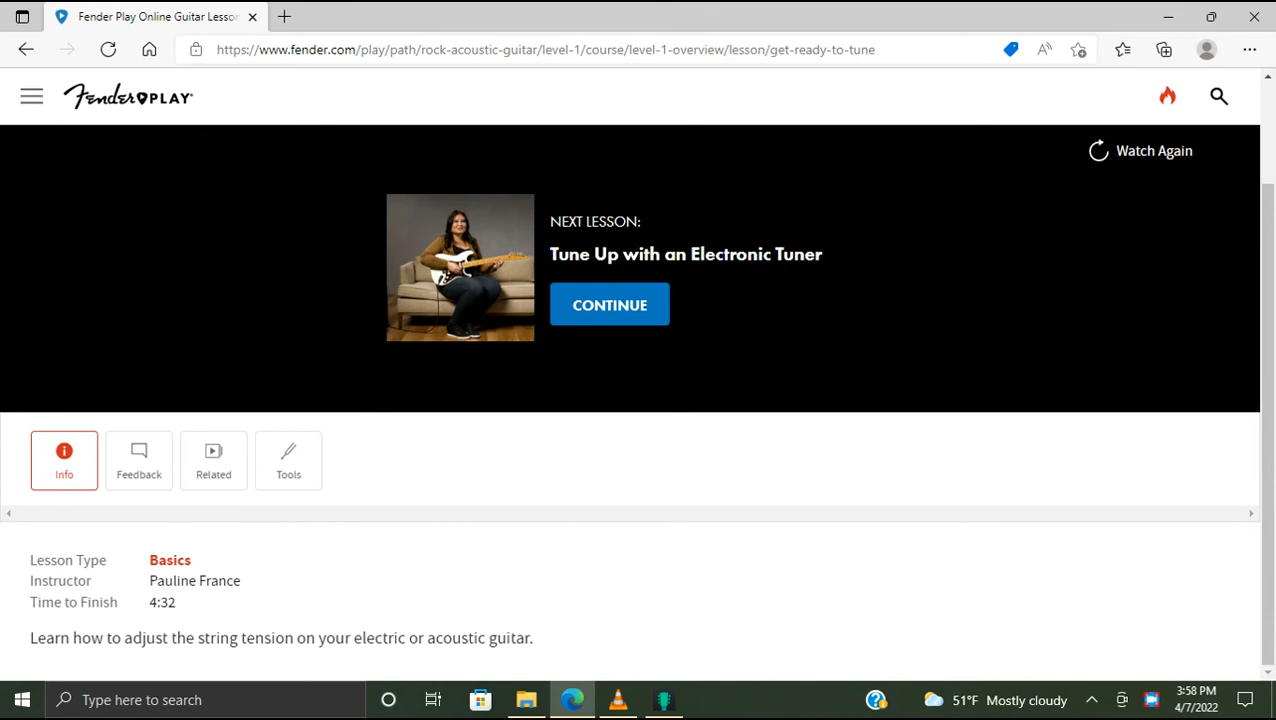 Fender Play Online Guitar Lesson
https://www.fender.com/play/path/rock-acoustic-guitar/level-1/course/level-1-overview/lesson/get-ready-to-tune
Fender PLAY
Watch Again
NEXT LESSON:
Tune Up with an Electronic Tuner
CONTINUE
Info Feedback Related Tools
Lesson Type Basics
Instructor Pauline France
Time to Finish 4:32
Learn how to adjust the string tension on your electric or acoustic guitar.
Type here to search
51°F Mostly cloudy
3:58 PM
4/7/2022